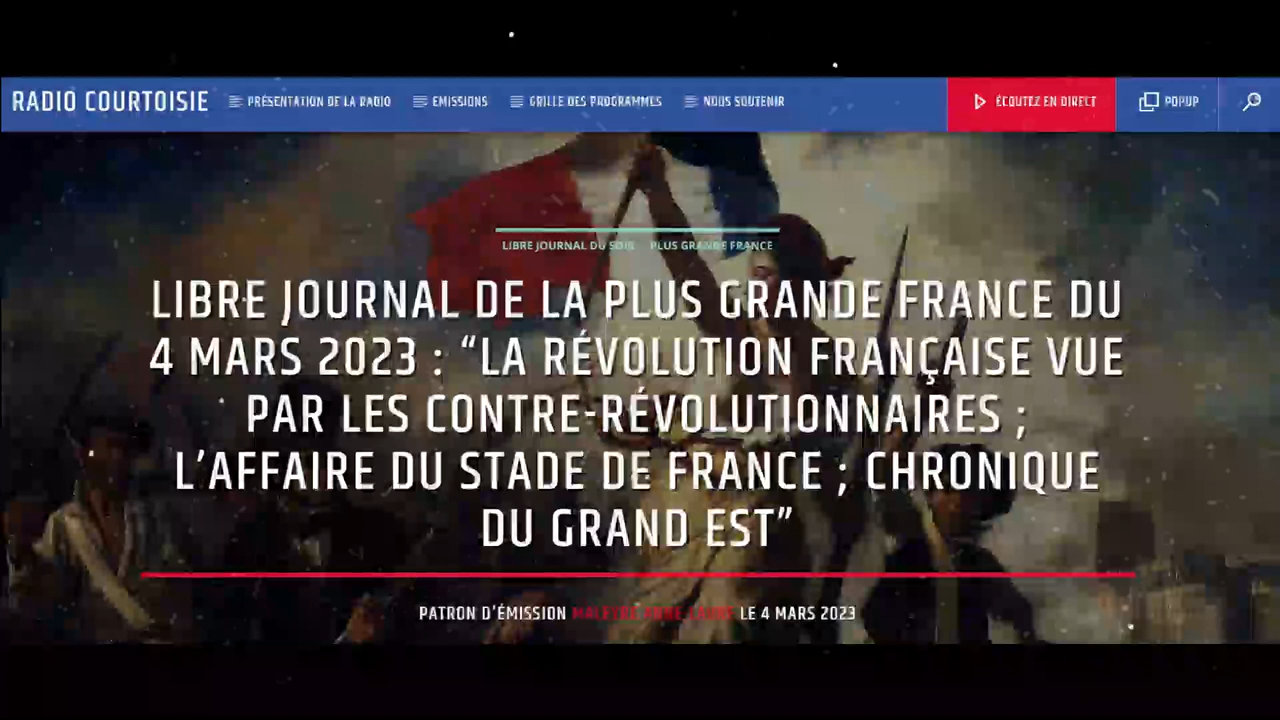 RADIO COURTOISIE PRÉSENTATION DE LA RADIO EMISSIONS GRILLE DES PROGRAMMES NOUS SOUTENIR ÉCOUTEZ EN DIRECT POPUP
LIBRE JOURNAL DU SOIR PLUS GRANDE FRANCE
LIBRE JOURNAL DE LA PLUS GRANDE FRANCE DU
4 MARS 2023 : “LA RÉVOLUTION FRANÇAISE VUE
PAR LES CONTRE-RÉVOLUTIONNAIRES ;
L’AFFAIRE DU STADE DE FRANCE ; CHRONIQUE
DU GRAND EST”
PATRON D’ÉMISSION LE 4 MARS 2023